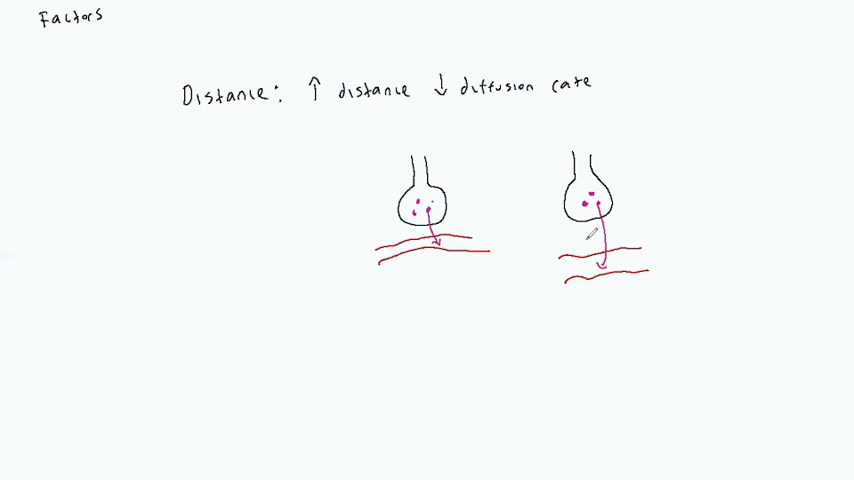 Factors
Distance: ↑ distance ↓ diffusion rate